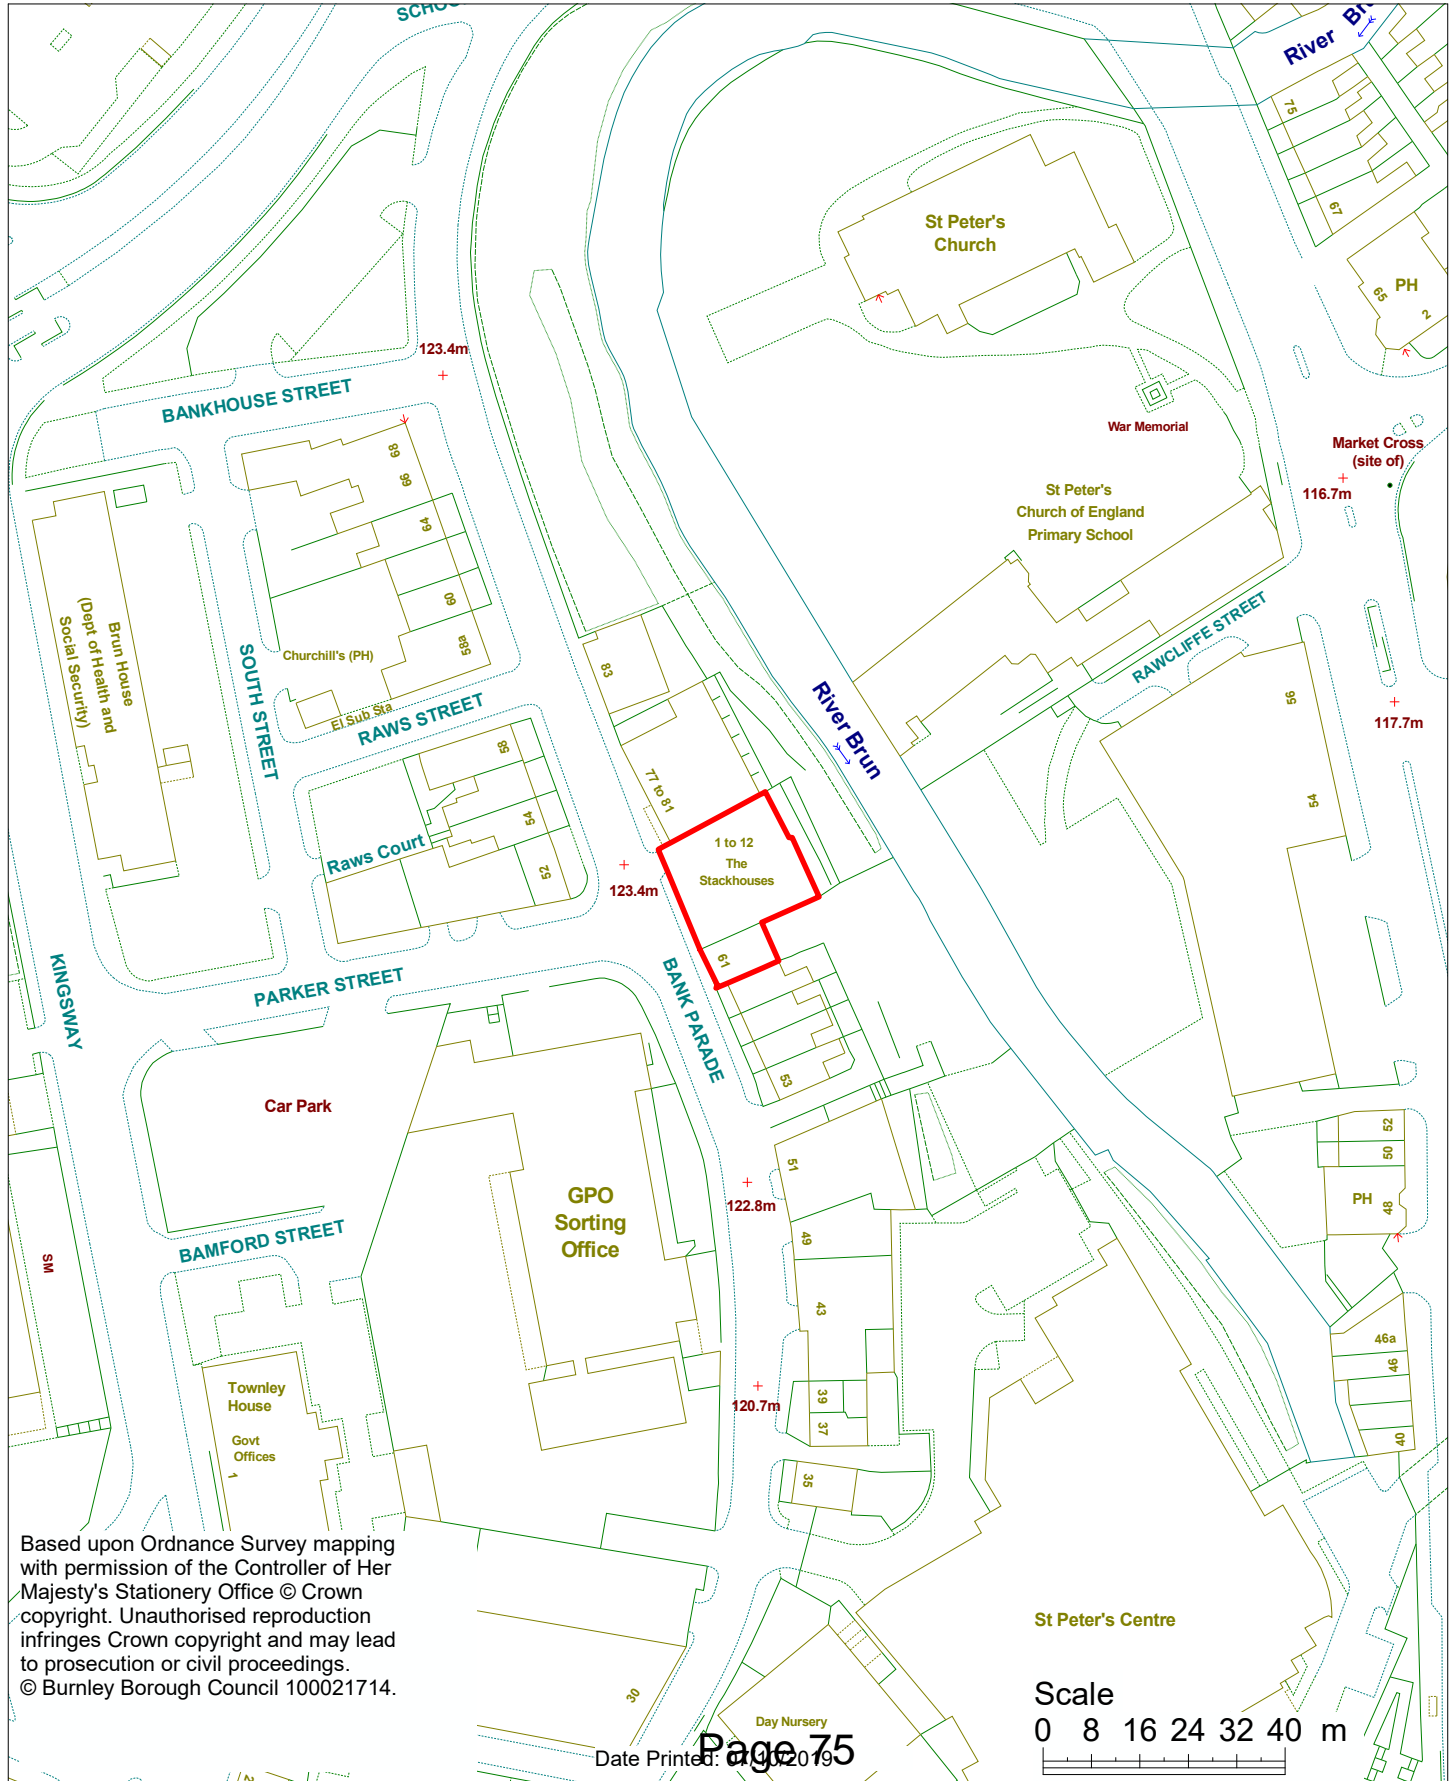 River
75
67
St Peter's
Church
PH
65
2
123.4m
BANKHOUSE STREET
War Memorial
Market Cross
(site of)
116.7m
68
66
64
60
58a
St Peter's
Church of England
Primary School
Brun House
(Dept of Health and
Social Security)
SOUTH STREET
Churchill's (PH)
El Sub Sta
RAWS STREET
83
RAWCLIFFE STREET
56
117.7m
River Brun
58
54
52
Raws Court
77 to 81
54
1 to 12
The
Stackhouses
123.4m
61
KINGSWAY
PARKER STREET
BANK PARADE
53
Car Park
51
52
50
PH
48
122.8m
GPO
Sorting
Office
49
BAMFORD STREET
SM
43
46a
46
40
Townley
House
Govt
Offices
1
39
37
120.7m
35
Based upon Ordnance Survey mapping
with permission of the Controller of Her
Majesty's Stationery Office © Crown
copyright. Unauthorised reproduction
infringes Crown copyright and may lead
to prosecution or civil proceedings.
© Burnley Borough Council 100021714.
St Peter's Centre
30
Day Nursery
Scale
0 8 16 24 32 40 m
Page 75
Date Printed: /10/2019